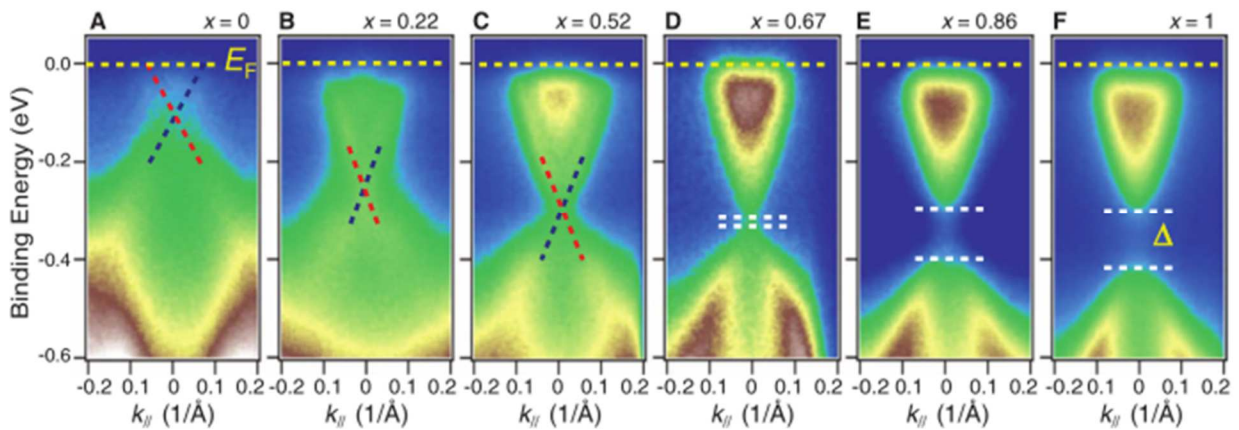 A x = 0 B x = 0.22 C x = 0.52 D x = 0.67 E x = 0.86 F x = 1
Binding Energy (eV)
0.0
-0.2
-0.4
-0.6
E_F
Δ
-0.2 0.1 0 0.1 0.2 -0.2 0.1 0 0.1 0.2 -0.2 0.1 0 0.1 0.2 -0.2 0.1 0 0.1 0.2 -0.2 0.1 0 0.1 0.2 -0.2 0.1 0 0.1 0.2
k// (1/Å) k// (1/Å) k// (1/Å) k// (1/Å) k// (1/Å) k// (1/Å)